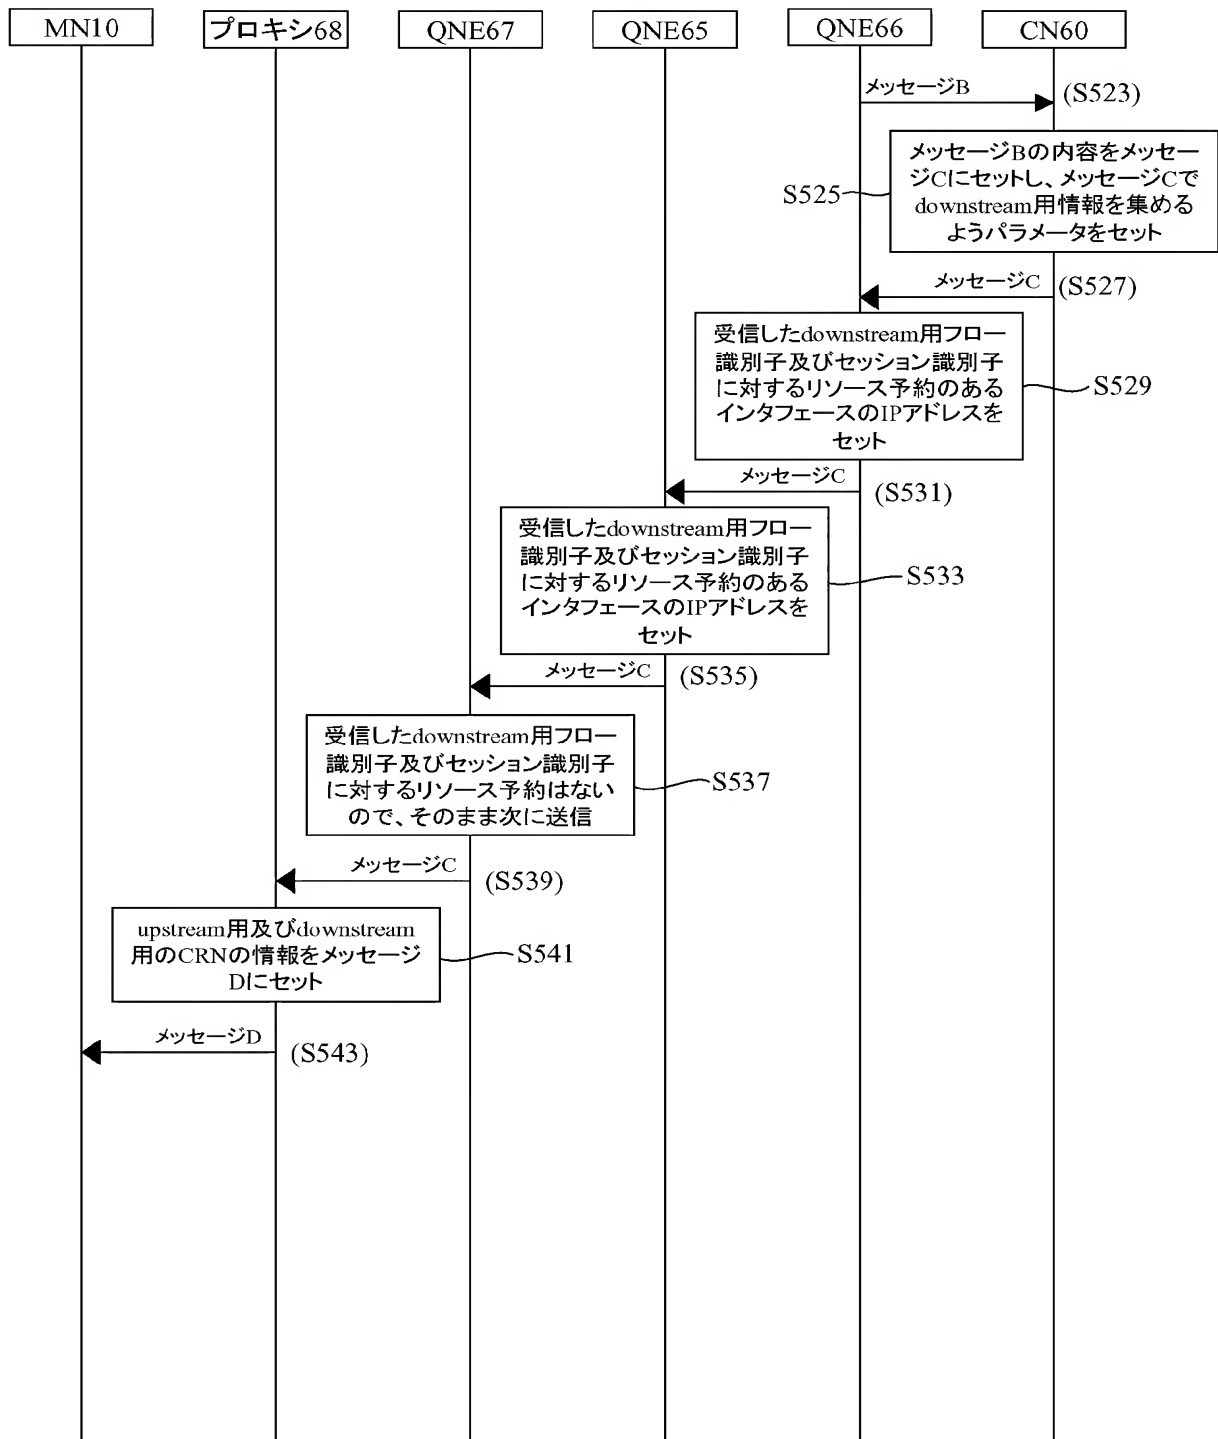 MN10
プロキシ68
QNE67
QNE65
QNE66
CN60
メッセージB
(S523)
メッセージBの内容をメッセー
ジCにセットし、メッセージCで
downstream用情報を集める
ようパラメータをセット
S525
メッセージC
(S527)
受信したdownstream用フロー
識別子及びセッション識別子
に対するリソース予約のある
インタフェースのIPアドレスを
セット
S529
メッセージC
(S531)
受信したdownstream用フロー
識別子及びセッション識別子
に対するリソース予約のある
インタフェースのIPアドレスを
セット
S533
メッセージC
(S535)
受信したdownstream用フロー
識別子及びセッション識別子
に対するリソース予約はない
ので、そのまま次に送信
S537
メッセージC
(S539)
upstream用及びdownstream
用のCRNの情報をメッセージ
Dにセット
S541
メッセージD
(S543)